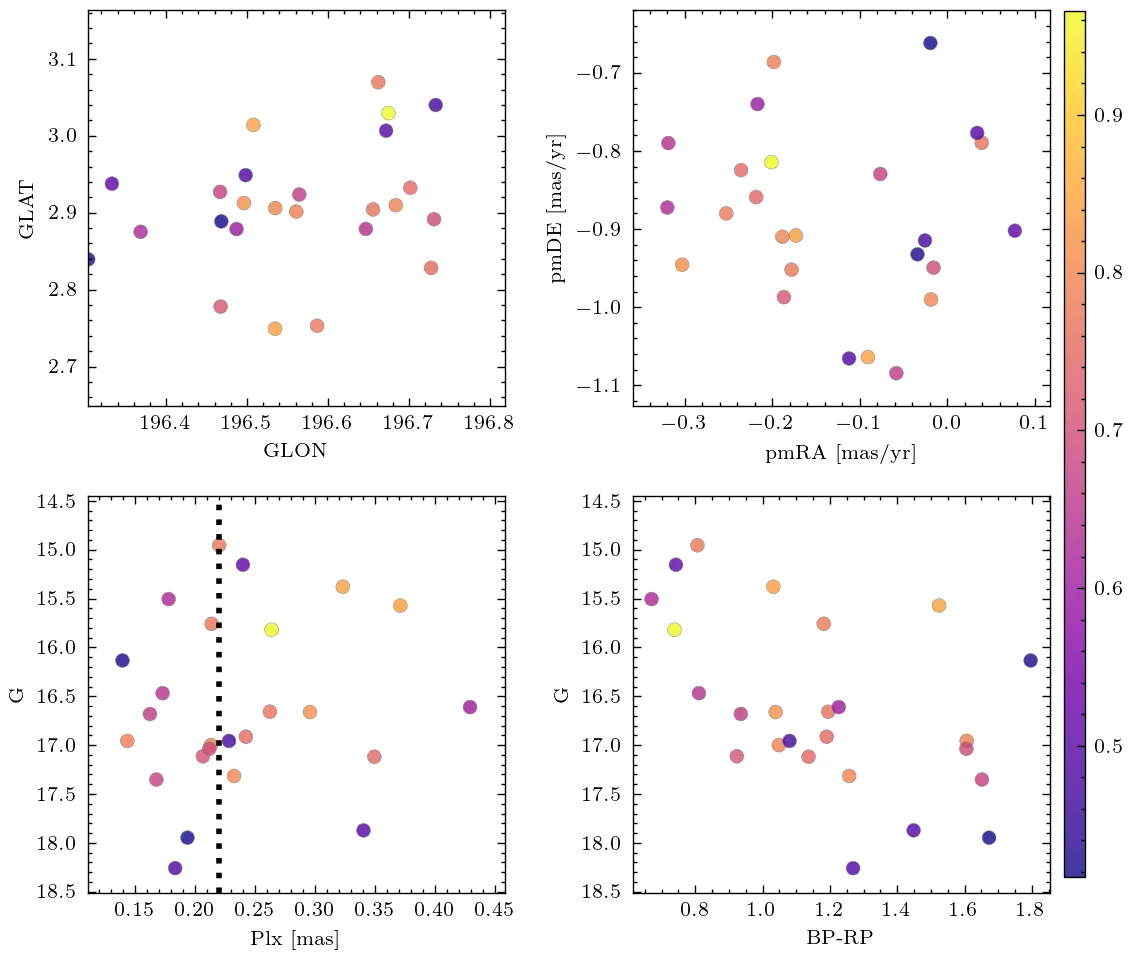 3.1
3.0
2.9
2.8
2.7
GLAT
196.4 196.5 196.6 196.7 196.8
GLON
−0.7
−0.8
−0.9
−1.0
−1.1
pmDE [mas/yr]
−0.3 −0.2 −0.1 0.0 0.1
pmRA [mas/yr]
0.9
0.8
0.7
0.6
0.5
14.5
15.0
15.5
16.0
16.5
17.0
17.5
18.0
18.5
G
0.15 0.20 0.25 0.30 0.35 0.40 0.45
Plx [mas]
14.5
15.0
15.5
16.0
16.5
17.0
17.5
18.0
18.5
G
0.8 1.0 1.2 1.4 1.6 1.8
BP-RP